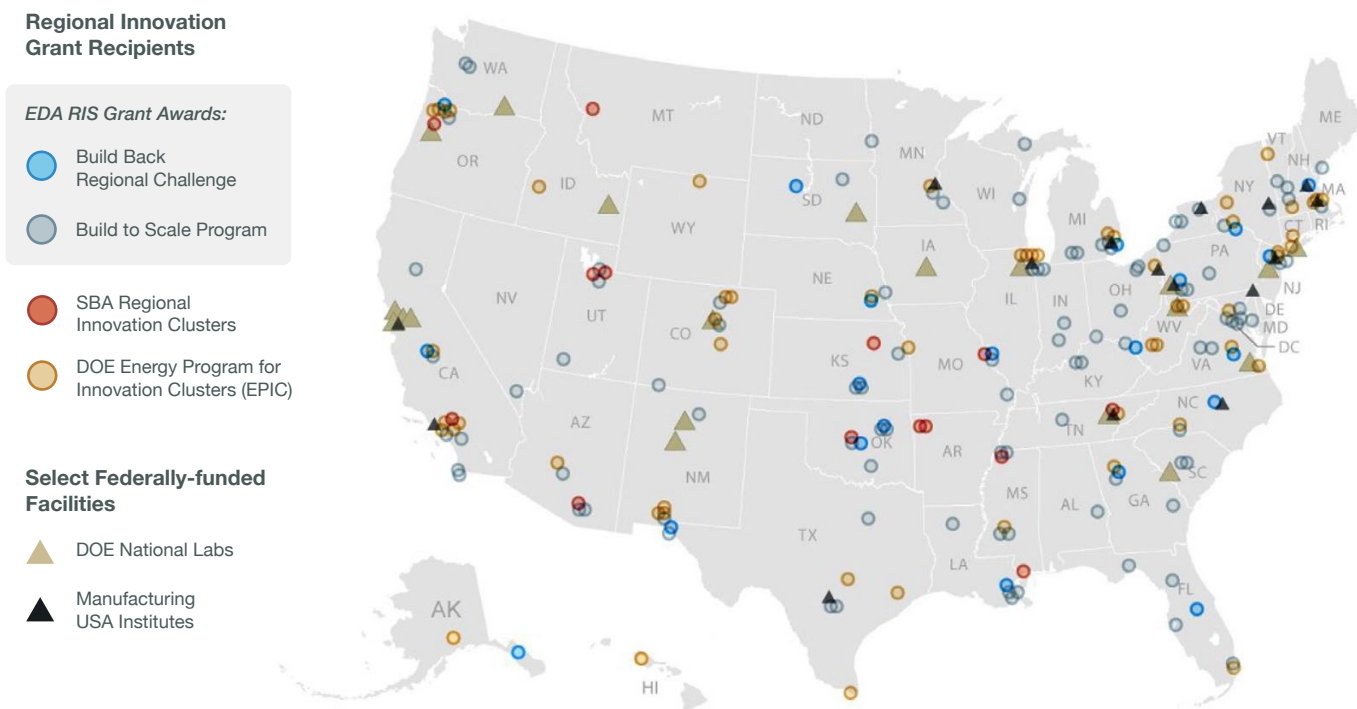 Regional Innovation
Grant Recipients
EDA RIS Grant Awards:
Build Back
Regional Challenge
Build to Scale Program
SBA Regional
Innovation Clusters
DOE Energy Program for
Innovation Clusters (EPIC)
Select Federally-funded
Facilities
DOE National Labs
Manufacturing
USA Institutes
WA
MT
ND
MN
ME
VT
NH
OR
ID
SD
WI
MI
NY
MA
CT
RI
WY
IA
PA
NE
NJ
NV
UT
CO
IL
IN
OH
WV
DE
MD
DC
CA
KS
MO
KY
VA
AZ
NM
OK
AR
TN
NC
SC
MS
AL
GA
TX
LA
FL
AK
HI